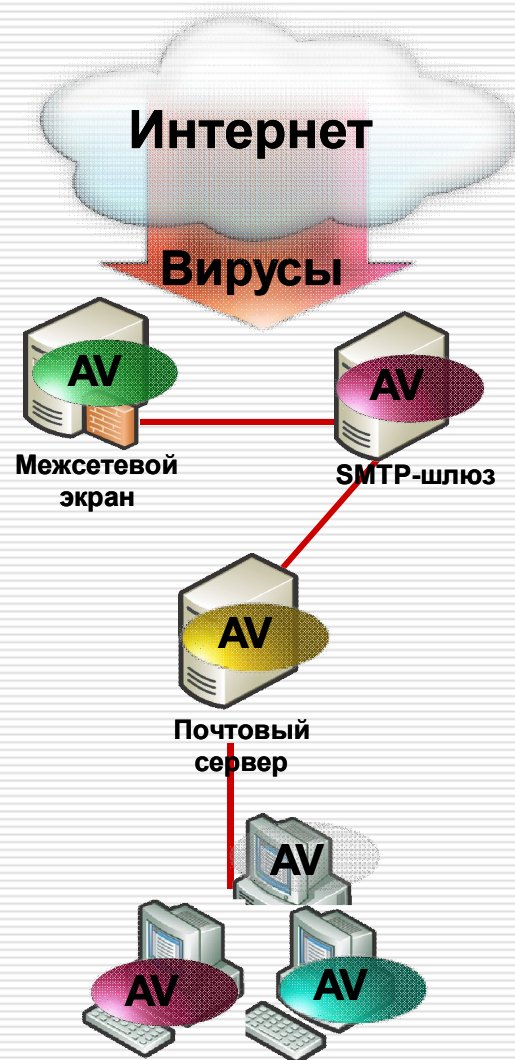 Интернет
Вирусы
AV
AV
Межсетевой
экран
SMTP-шлюз
AV
Почтовый
сервер
AV
AV
AV